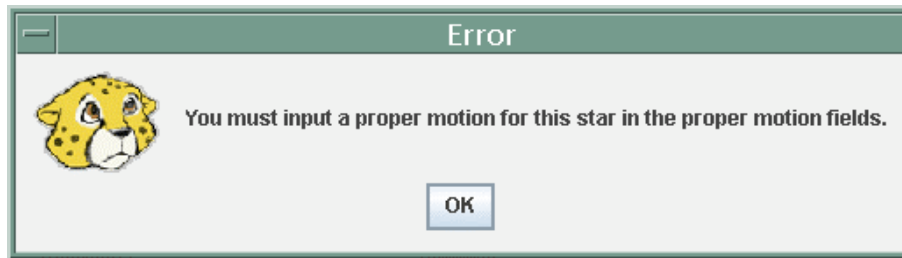 Error
You must input a proper motion for this star in the proper motion fields.
OK